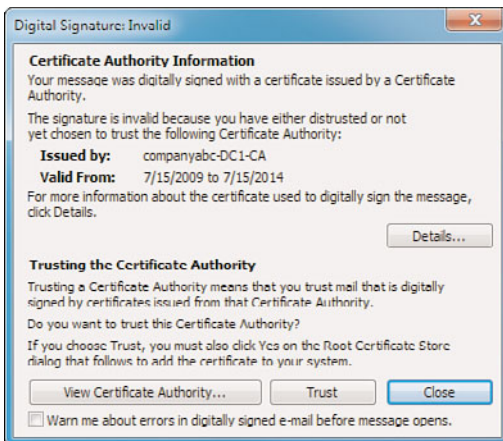 Digital Signature: Invalid
Certificate Authority Information
Your message was digitally signed with a certificate issued by a Certificate
Authority.
The signature is invalid because you have either distrusted or not
yet chosen to trust the following Certificate Authority:
Issued by: companyabc-DC1-CA
Valid From: 7/15/2009 to 7/15/2014
For more information about the certificate used to digitally sign the message,
click Details.
Details...
Trusting the Certificate Authority
Trusting a Certificate Authority means that you trust mail that is digitally
signed by certificates issued from that Certificate Authority.
Do you want to trust this Certificate Authority?
If you choose Trust, you must also click Yes on the Root Certificate Store
dialog that follows to add the certificate to your system.
View Certificate Authority... Trust Close
Warn me about errors in digitally signed e-mail before message opens.